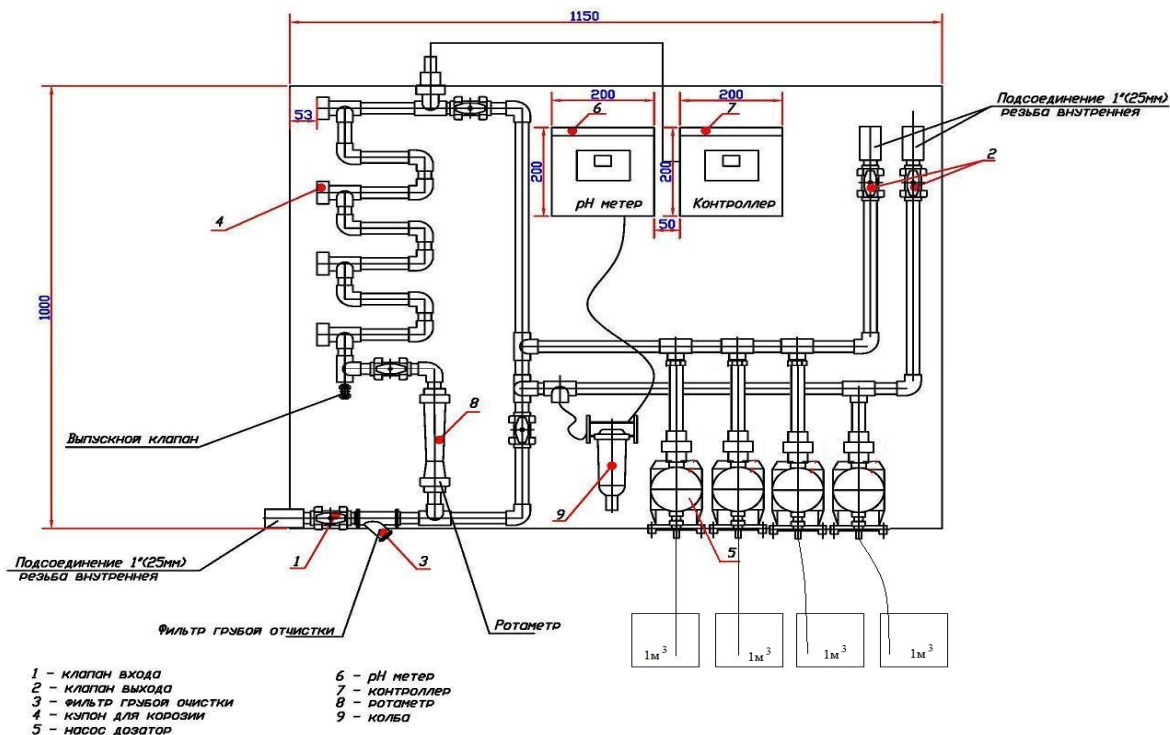 1150
200
200
53
6
7
Подсоединение 1"(25мм)
резьба внутренняя
2
200
200
4
рН метер
Контроллер
50
1000
8
Выпускной клапан
9
1
3
5
Подсоединение 1"(25мм)
резьба внутренняя
Фильтр грубой отчистки
Ротаметр
1м³
1м³
1м³
1м³
1 - клапан входа
2 - клапан выхода
3 - фильтр грубой очистки
4 - купон для корозии
5 - насос дозатор
6 - рН метер
7 - контроллер
8 - ротаметр
9 - колба